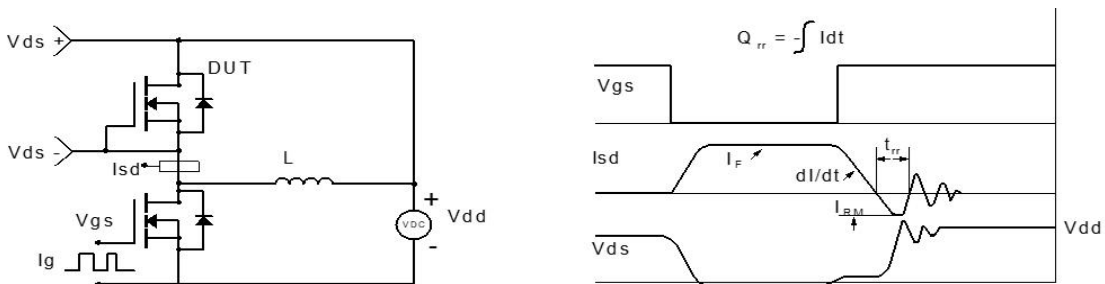 Vds +
DUT
Vds -
Isd
L
+
VDC
Vdd
-
Vgs
Ig
Q rr = -∫ Idt
Vgs
Isd
I F
t rr
dI/dt
I RM
Vds
Vdd